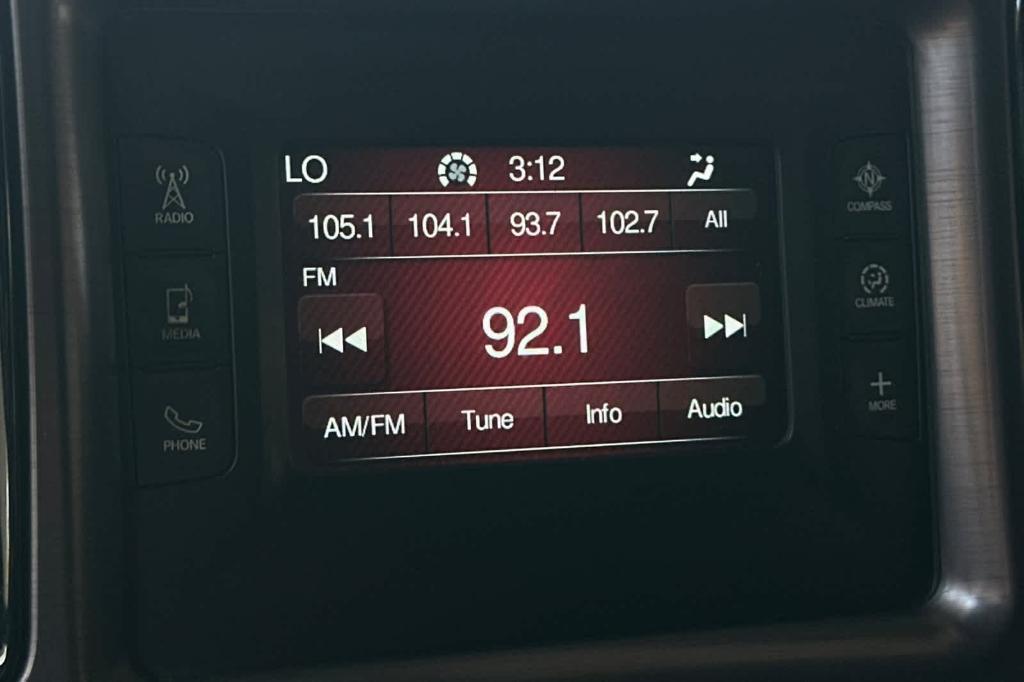 LO 3:12
RADIO
N
COMPASS
105.1 104.1 93.7 102.7 All
FM
MEDIA
92.1
CLIMATE
AM/FM Tune Info Audio
PHONE
MORE